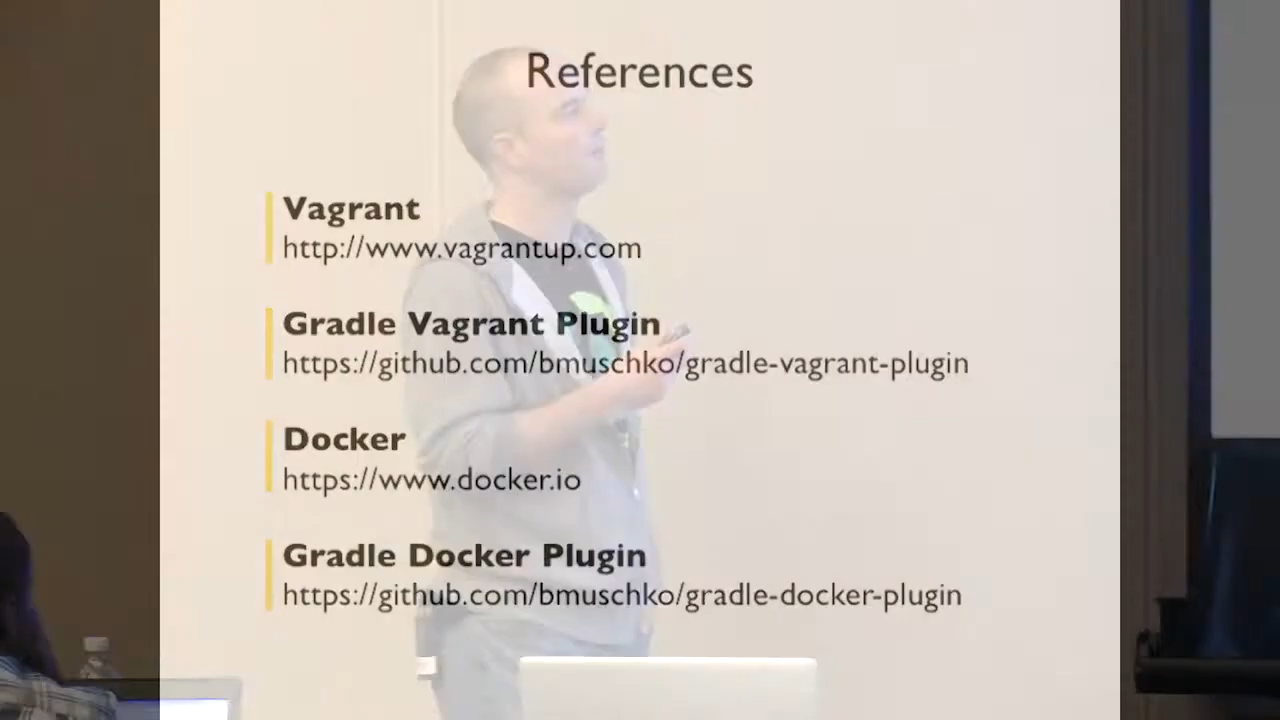 References
Vagrant
http://www.vagrantup.com
Gradle Vagrant Plugin
https://github.com/bmuschko/gradle-vagrant-plugin
Docker
https://www.docker.io
Gradle Docker Plugin
https://github.com/bmuschko/gradle-docker-plugin